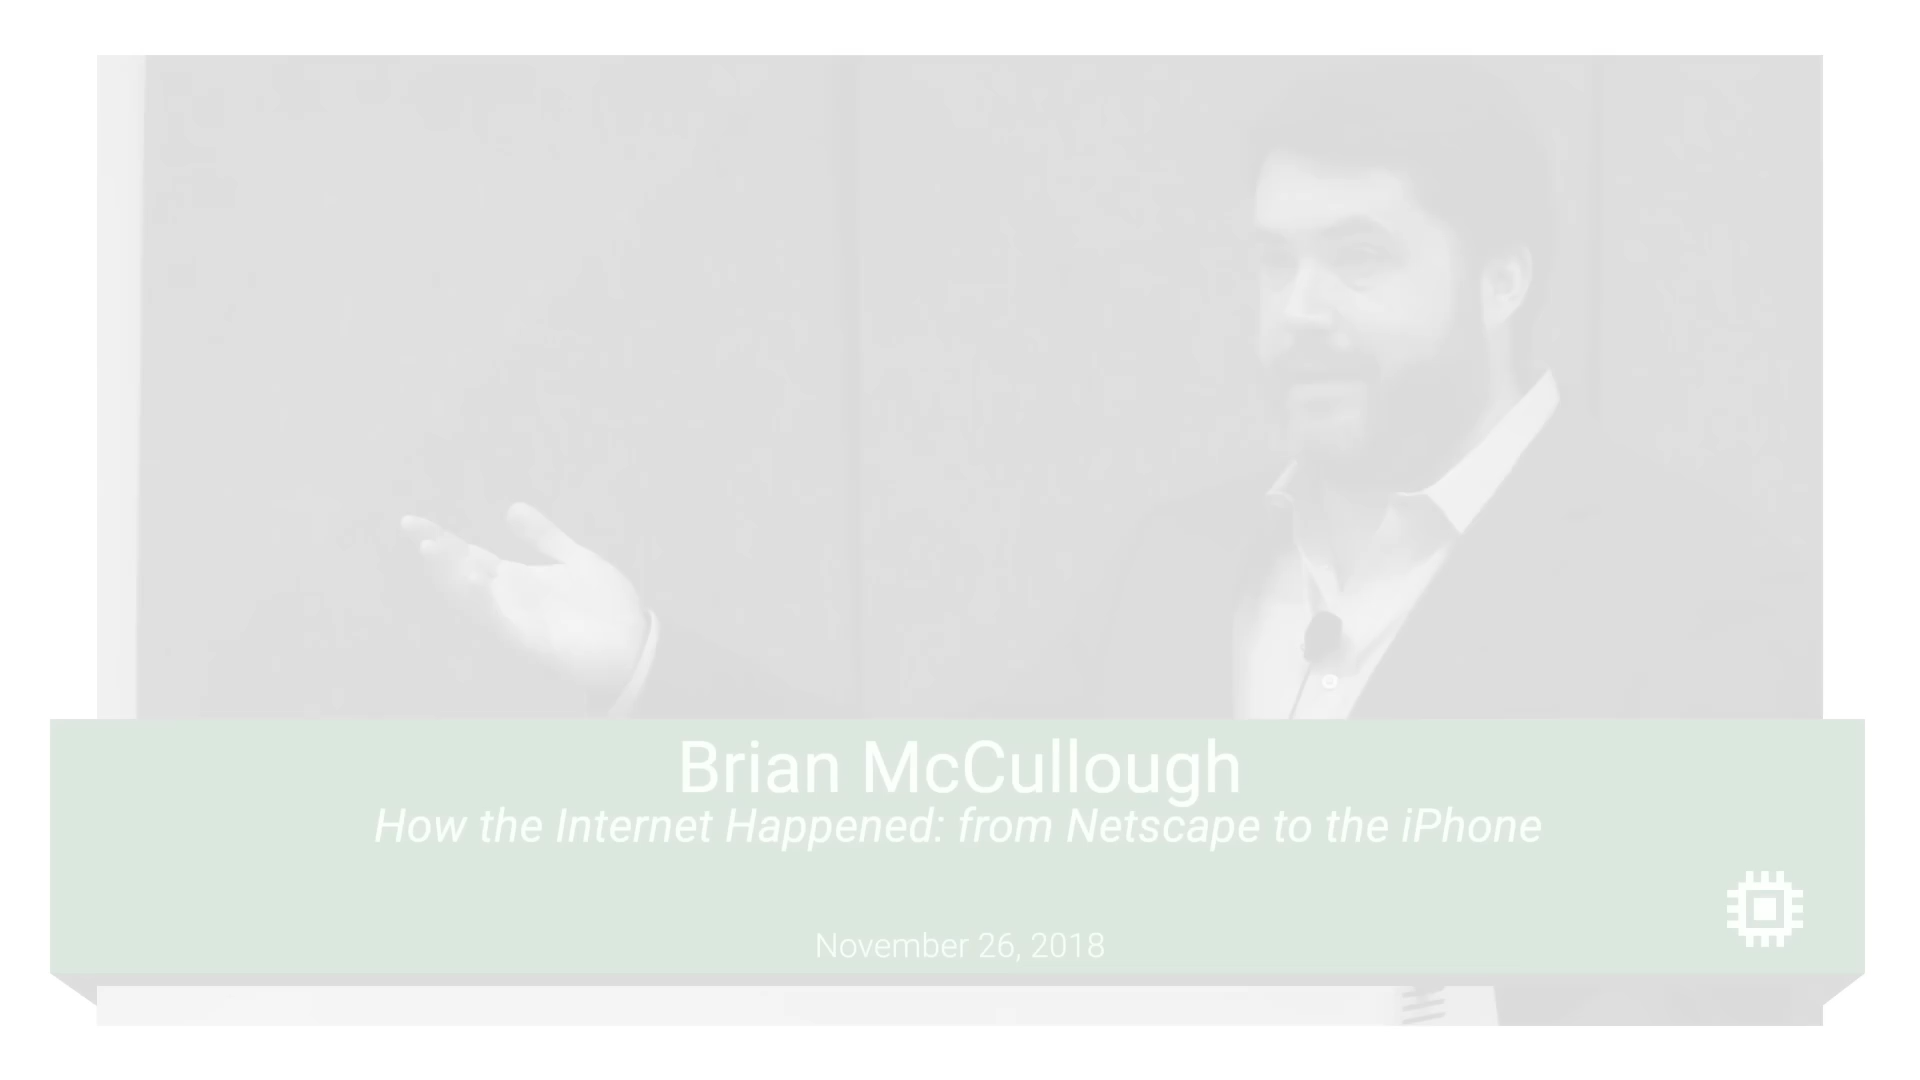 Brian McCullough
How the Internet Happened: from Netscape to the iPhone
November 26, 2018